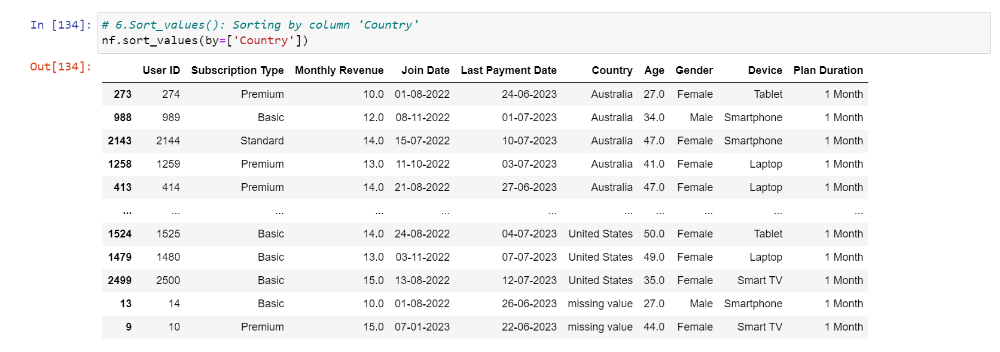 In [134]: # 6.Sort_values(): Sorting by column 'Country'
nf.sort_values(by=['Country'])
Out[134]:
User ID Subscription Type Monthly Revenue Join Date Last Payment Date Country Age Gender Device Plan Duration
273 274 Premium 10.0 01-08-2022 24-06-2023 Australia 27.0 Female Tablet 1 Month
988 989 Basic 12.0 08-11-2022 01-07-2023 Australia 34.0 Male Smartphone 1 Month
2143 2144 Standard 14.0 15-07-2022 10-07-2023 Australia 47.0 Female Smartphone 1 Month
1258 1259 Premium 13.0 11-10-2022 03-07-2023 Australia 41.0 Female Laptop 1 Month
413 414 Premium 14.0 21-08-2022 27-06-2023 Australia 47.0 Female Laptop 1 Month
... ... ... ... ... ... ... ... ... ... ...
1524 1525 Basic 14.0 24-08-2022 04-07-2023 United States 50.0 Female Tablet 1 Month
1479 1480 Basic 13.0 03-11-2022 07-07-2023 United States 49.0 Female Laptop 1 Month
2499 2500 Basic 15.0 13-08-2022 12-07-2023 United States 35.0 Female Smart TV 1 Month
13 14 Basic 10.0 01-08-2022 26-06-2023 missing value 27.0 Male Smartphone 1 Month
9 10 Premium 15.0 07-01-2023 22-06-2023 missing value 44.0 Female Smart TV 1 Month